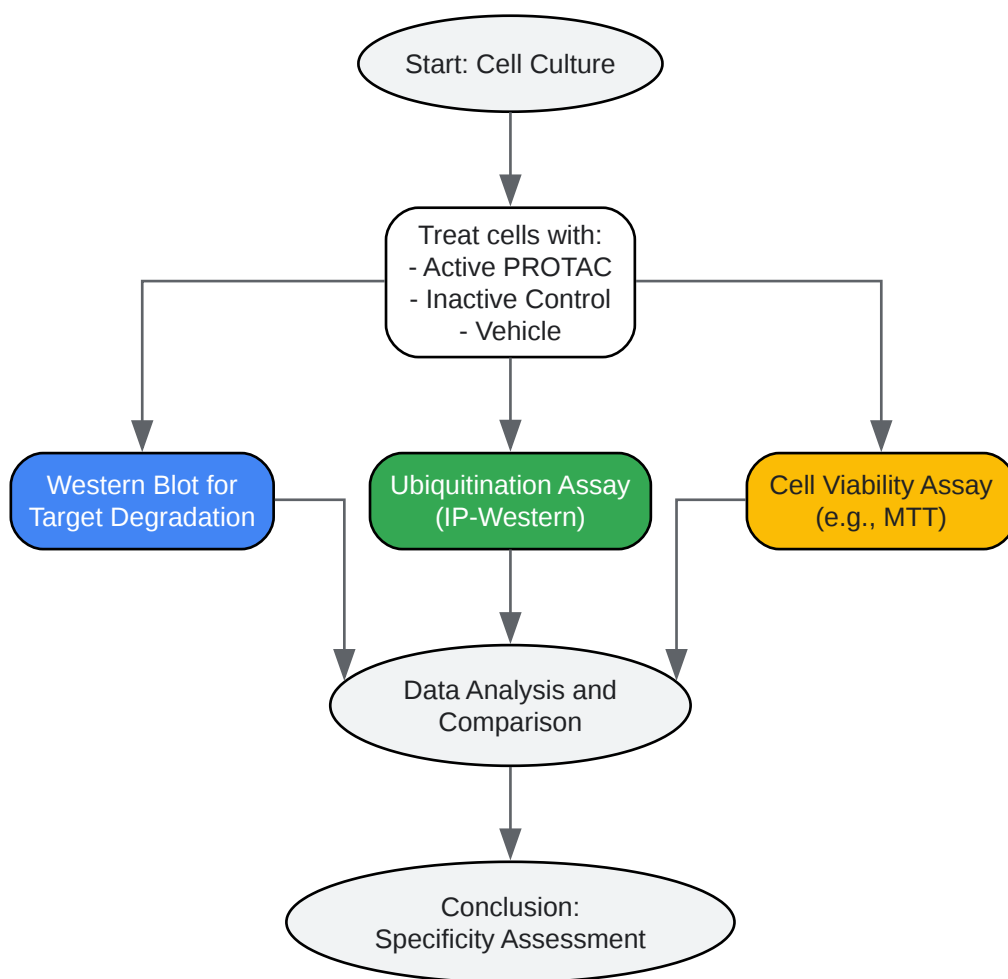 Start: Cell Culture
Treat cells with:
- Active PROTAC
- Inactive Control
- Vehicle
Western Blot for
Target Degradation
Ubiquitination Assay
(IP-Western)
Cell Viability Assay
(e.g., MTT)
Data Analysis and
Comparison
Conclusion:
Specificity Assessment